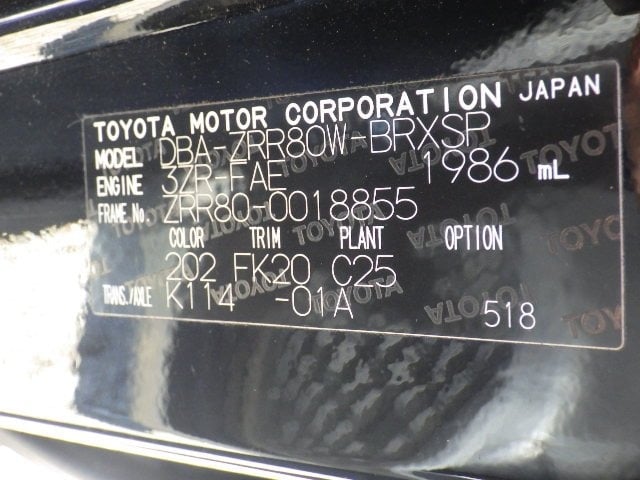 TOYOTA MOTOR CORPORATION JAPAN
MODEL DBA-ZRR80W-BRXSP
ENGINE 3ZR-FAE 1986 mL
FRAME No. ZRR80-0018855
COLOR TRIM PLANT OPTION
202 FK20 C25
TRANS./AXLE K114 -01A
518